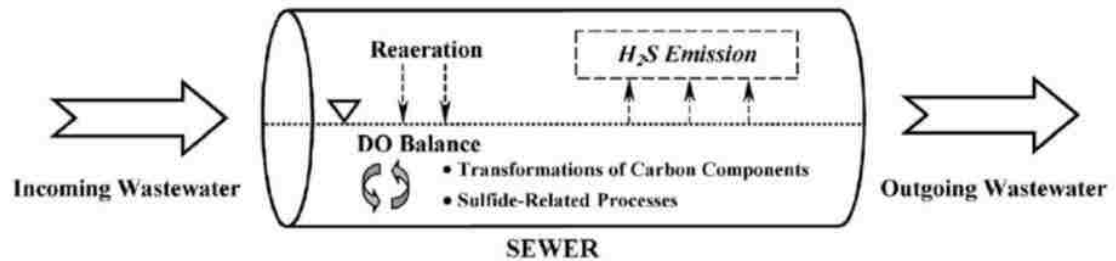 Reaeration
H₂S Emission
DO Balance
• Transformations of Carbon Components
• Sulfide-Related Processes
Incoming Wastewater
Outgoing Wastewater
SEWER